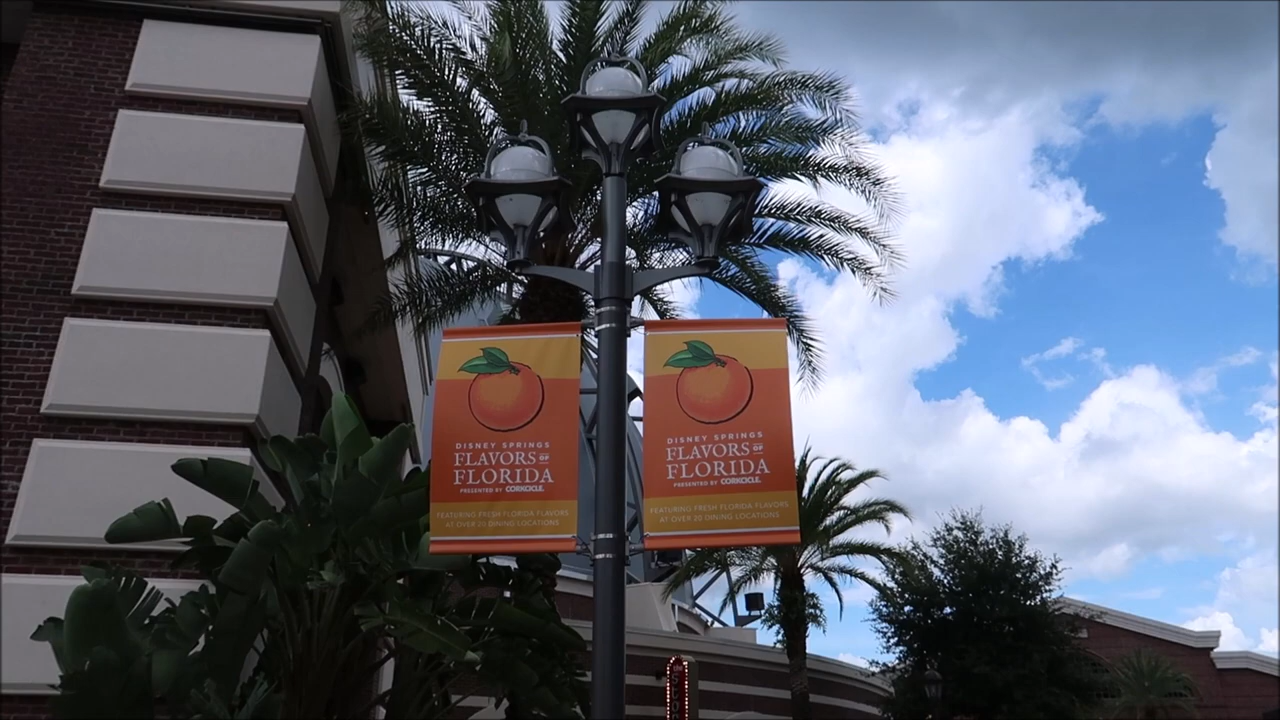 DISNEY SPRINGS
FLAVORS OF
FLORIDA
PRESENTED BY CORKCICLE.
FEATURING FRESH FLORIDA FLAVORS
AT OVER 20 DINING LOCATIONS
DISNEY SPRINGS
FLAVORS OF
FLORIDA
PRESENTED BY CORKCICLE.
FEATURING FRESH FLORIDA FLAVORS
AT OVER 20 DINING LOCATIONS